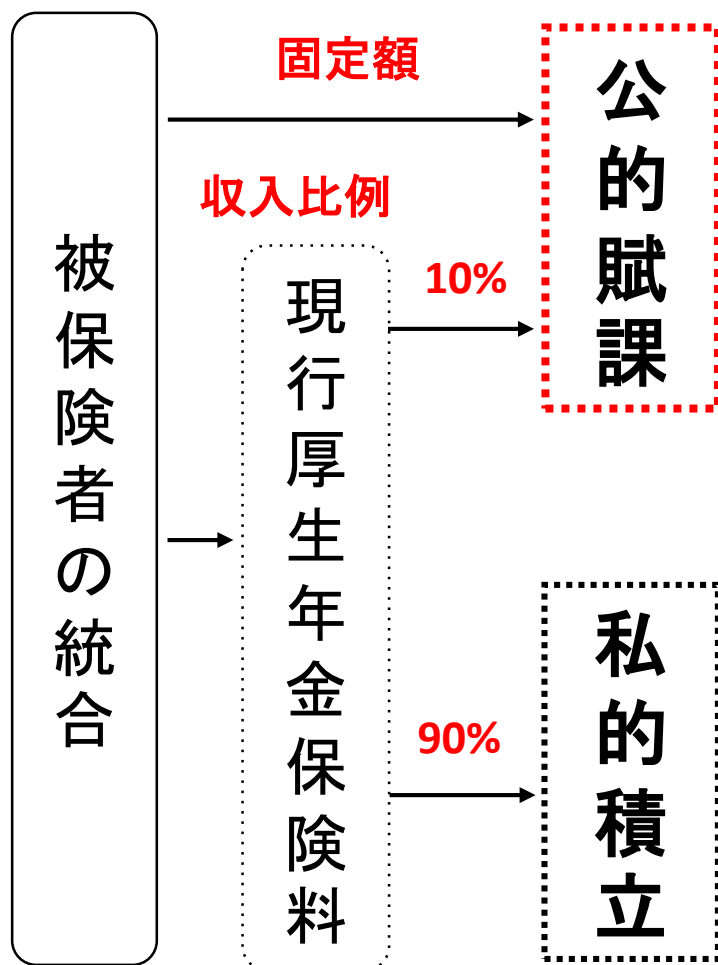 被保険者の統合
固定額
収入比例
現行厚生年金保険料
10%
90%
公的賦課
私的積立